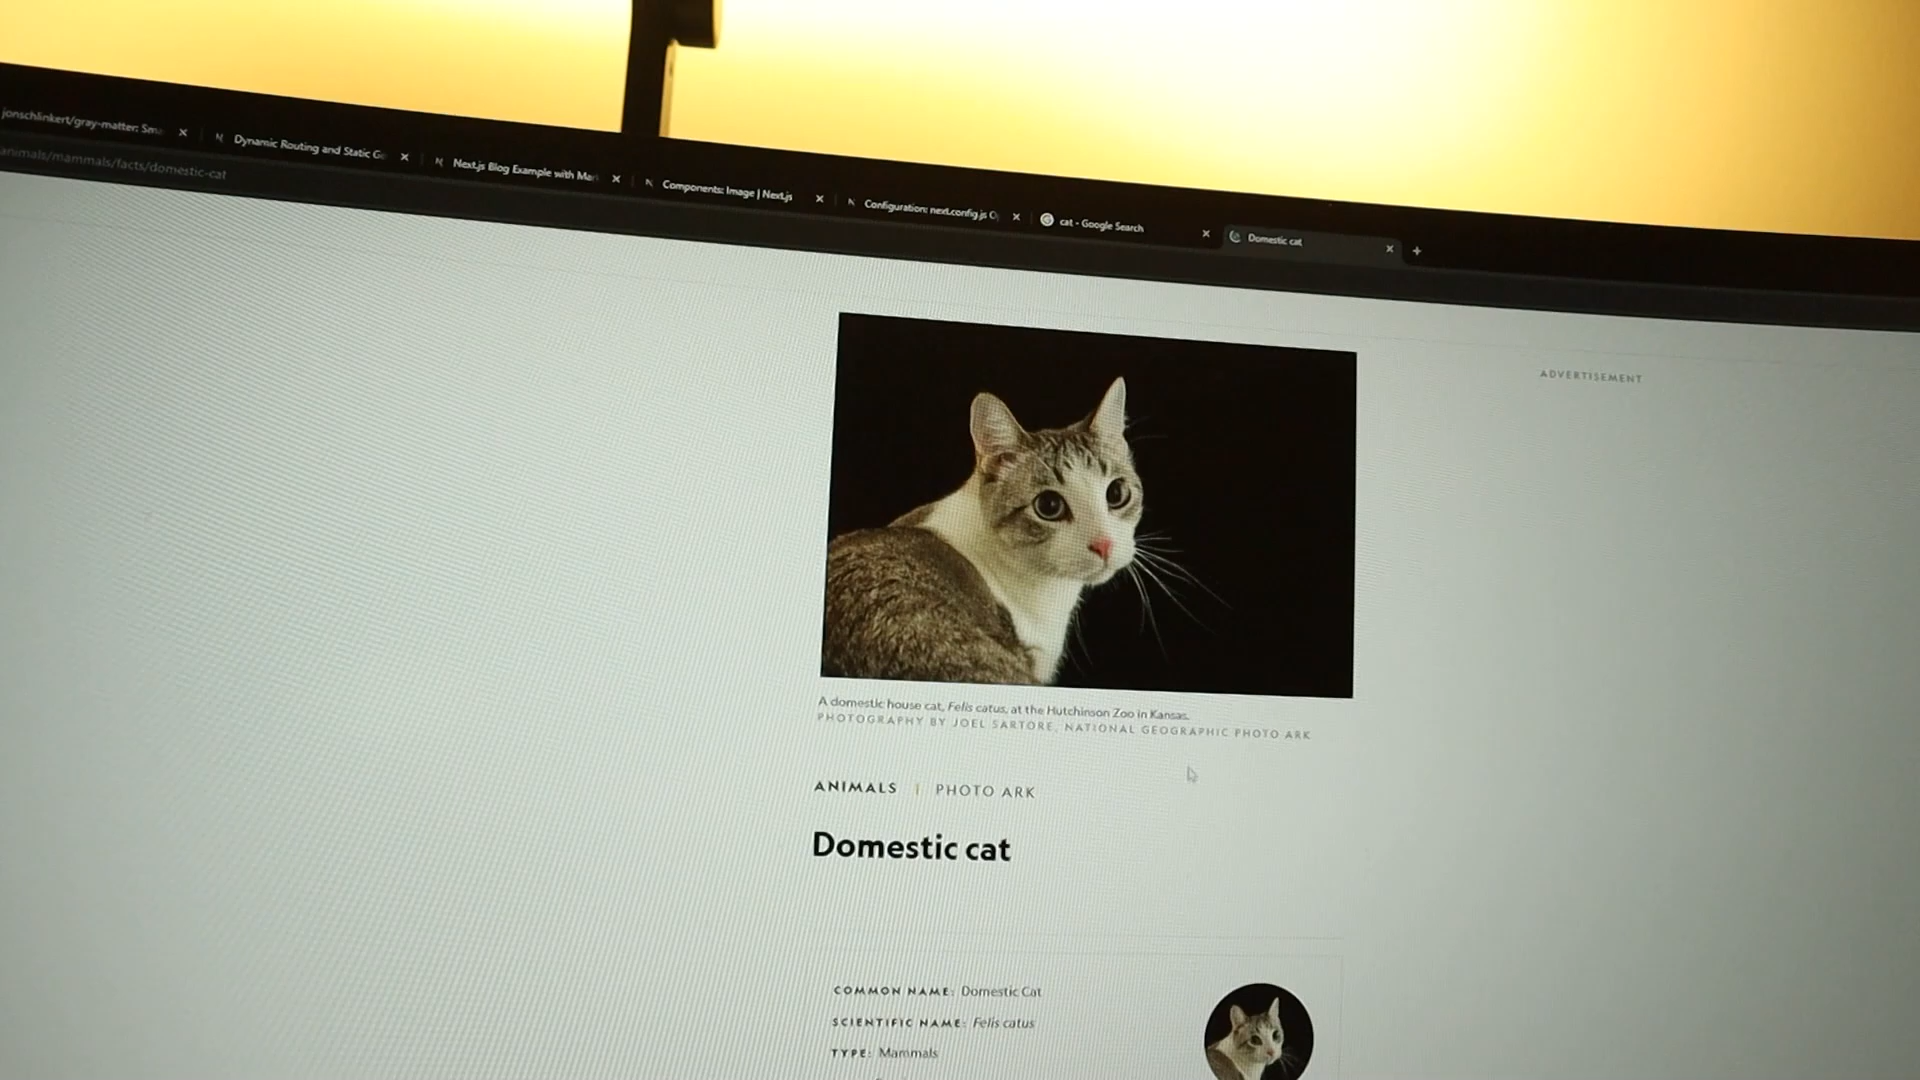 jonschlinkert/gray-matter: Sma
Dynamic Routing and Static G
Next.js Blog Example with Mar
Components: Image | Next.js
Configuration: next.config.js O
cat - Google Search
Domestic cat
animals/mammals/facts/domestic-cat
ADVERTISEMENT
A domestic house cat, Felis catus, at the Hutchinson Zoo in Kansas.
PHOTOGRAPHY BY JOEL SARTORE, NATIONAL GEOGRAPHIC PHOTO ARK
ANIMALS | PHOTO ARK
Domestic cat
COMMON NAME: Domestic Cat
SCIENTIFIC NAME: Felis catus
TYPE: Mammals